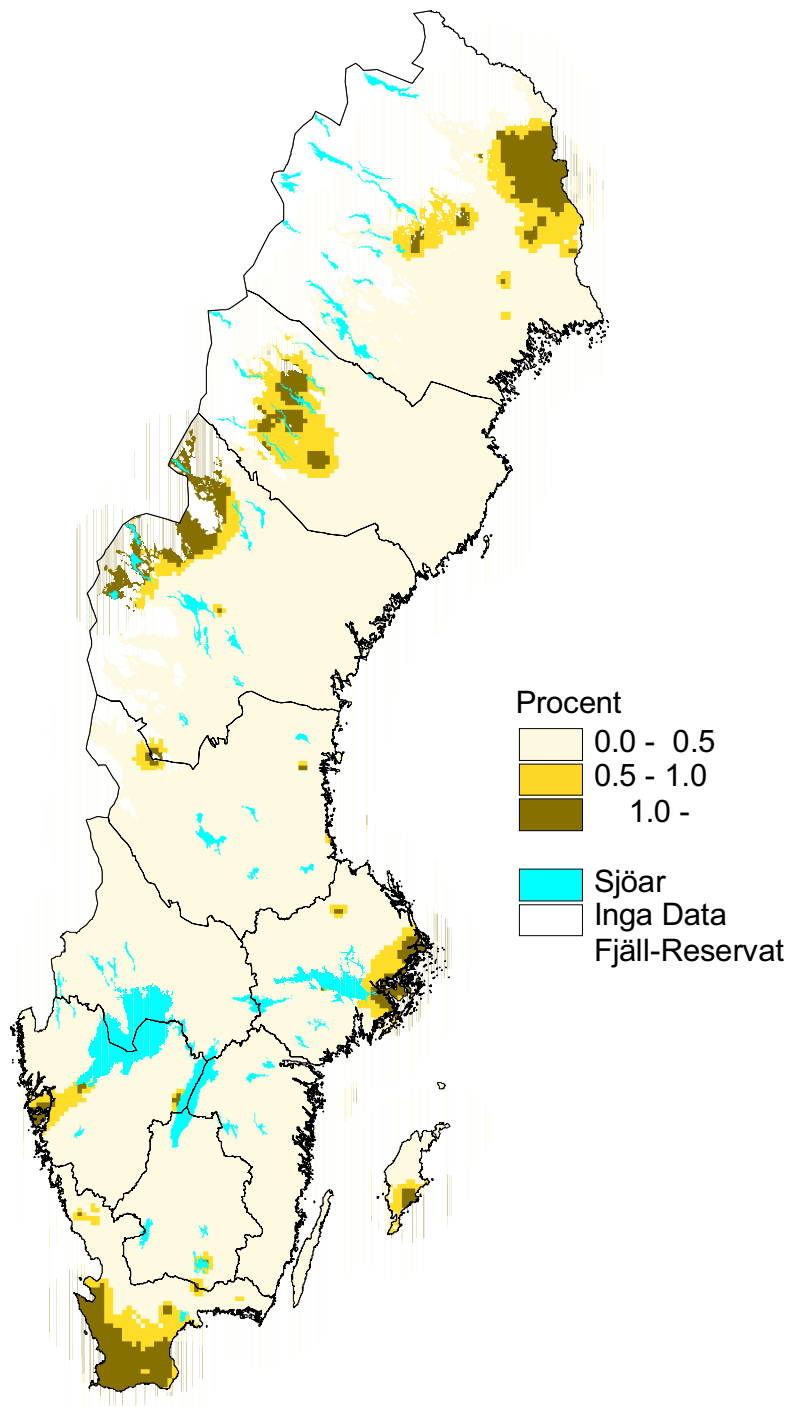 Procent
0.0 - 0.5
0.5 - 1.0
1.0 -
Sjöar
Inga Data
Fjäll-Reservat